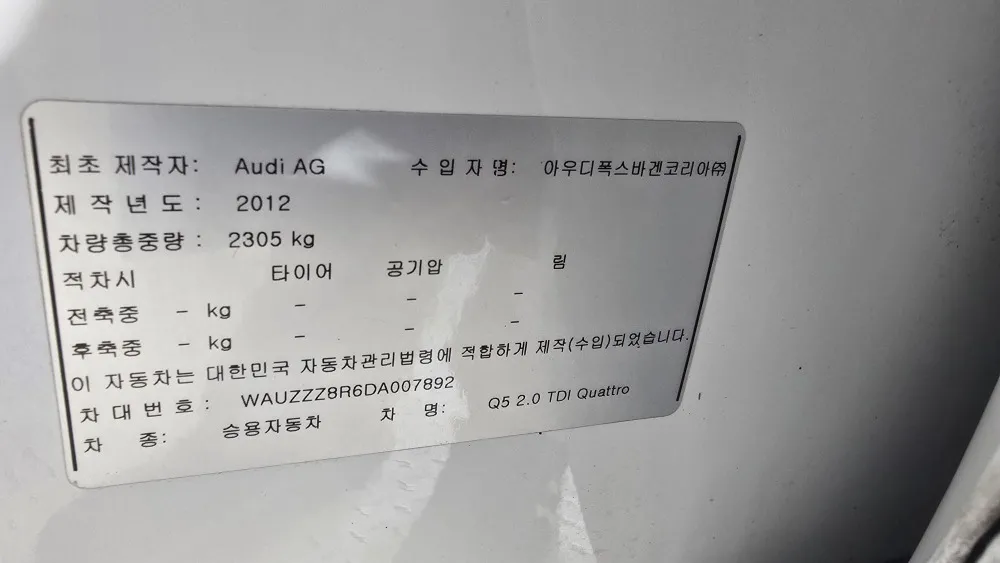 최초 제작자: Audi AG 수 입 자 명: 아우디폭스바겐코리아㈜
제 작 년 도 : 2012
차량총중량 : 2305 kg
적차시 타이어 공기압 림
전축중 - kg - - -
후축중 - kg - - -
이 자동차는 대한민국 자동차관리법령에 적합하게 제작(수입)되었습니다.
차 대 번 호 : WAUZZZ8R6DA007892
차 종: 승용자동차 차 명: Q5 2.0 TDI Quattro